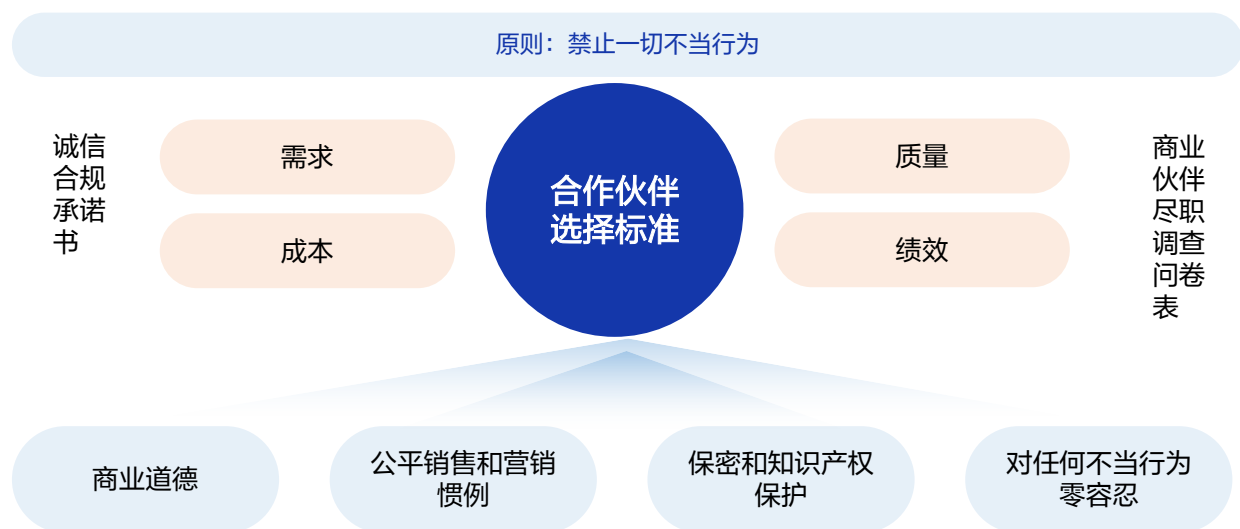 原则：禁止一切不当行为
诚信
合规
承诺
书
需求
成本
合作伙伴
选择标准
质量
绩效
商业
伙伴
尽职
调查
问卷
表
商业道德
公平销售和营销
惯例
保密和知识产权
保护
对任何不当行为
零容忍